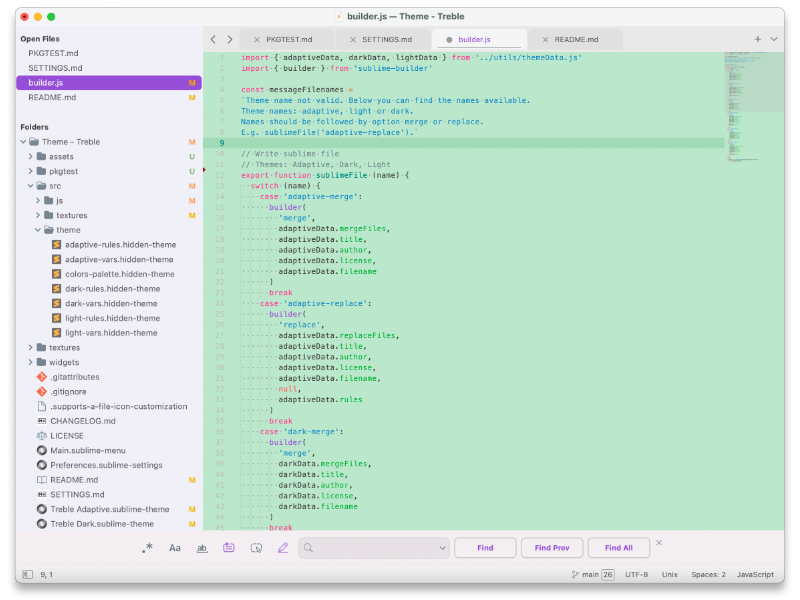 builder.js — Theme - Treble
Open Files
PKGTEST.md
SETTINGS.md
builder.js M
README.md M
Folders
Theme - Treble M
assets U
pkgtest U
src M
js M
textures M
theme
adaptive-rules.hidden-theme
adaptive-vars.hidden-theme
colors-palette.hidden-theme
dark-rules.hidden-theme
dark-vars.hidden-theme
light-rules.hidden-theme
light-vars.hidden-theme
textures
widgets
.gitattributes
.gitignore
.supports-a-file-icon-customization
CHANGELOG.md
LICENSE
Main.sublime-menu
Preferences.sublime-settings
README.md M
SETTINGS.md
Treble Adaptive.sublime-theme M
Treble Dark.sublime-theme M
PKGTEST.md SETTINGS.md builder.js README.md
1 import { adaptiveData, darkData, lightData } from '../utils/themeData.js'
2 import { builder } from 'sublime-builder'
3
4 const messageFilenames =
5 `Theme name not valid. Below you can find the names available.
6 Theme names: adaptive, light or dark.
7 Names should be followed by option merge or replace.
8 E.g. sublimeFile('adaptive-replace').`
9
10 // Write sublime file
11 // Themes: Adaptive, Dark, Light
12 export function sublimeFile (name) {
13 switch (name) {
14 case 'adaptive-merge':
15 builder(
16 'merge',
17 adaptiveData.mergeFiles,
18 adaptiveData.title,
19 adaptiveData.author,
20 adaptiveData.license,
21 adaptiveData.filename
22 )
23 break
24 case 'adaptive-replace':
25 builder(
26 'replace',
27 adaptiveData.replaceFiles,
28 adaptiveData.title,
29 adaptiveData.author,
30 adaptiveData.license,
31 adaptiveData.filename,
32 null,
33 adaptiveData.rules
34 )
35 break
36 case 'dark-merge':
37 builder(
38 'merge',
39 darkData.mergeFiles,
40 darkData.title,
41 darkData.author,
42 darkData.license,
43 darkData.filename
44 )
45 break
.* Aa ab Find Find Prev Find All
9, 1 main 26 UTF-8 Unix Spaces: 2 JavaScript